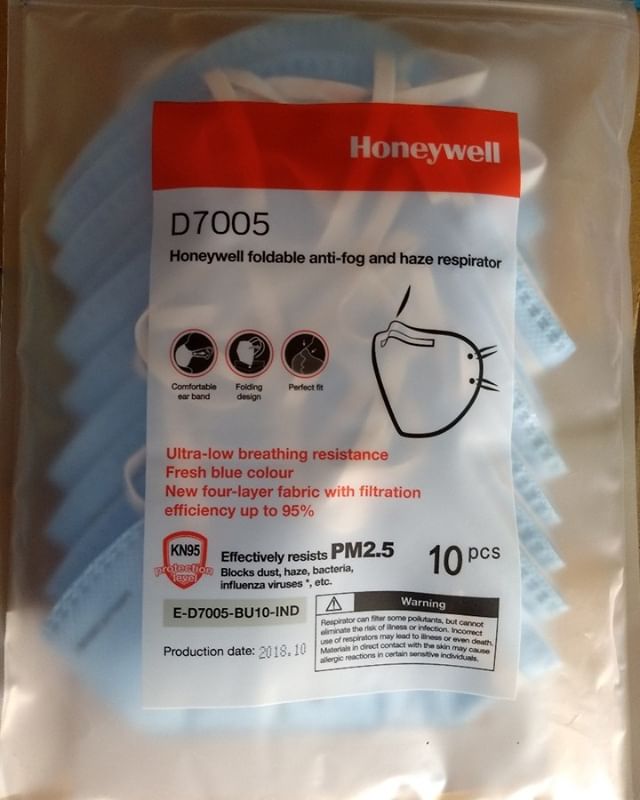 Honeywell
D7005
Honeywell foldable anti-fog and haze respirator
Comfortable
ear band
Folding
design
Perfect fit
Ultra-low breathing resistance
Fresh blue colour
New four-layer fabric with filtration
efficiency up to 95%
KN95
protection
level
Effectively resists PM2.5
Blocks dust, haze, bacteria,
influenza viruses *, etc.
10 pcs
E-D7005-BU10-IND
Production date: 2018.10
Warning
Respirator can filter some pollutants, but cannot
eliminate the risk of illness or infection. Incorrect
use of respirators may lead to illness or even death.
Materials in direct contact with the skin may cause
allergic reactions in certain sensitive individuals.